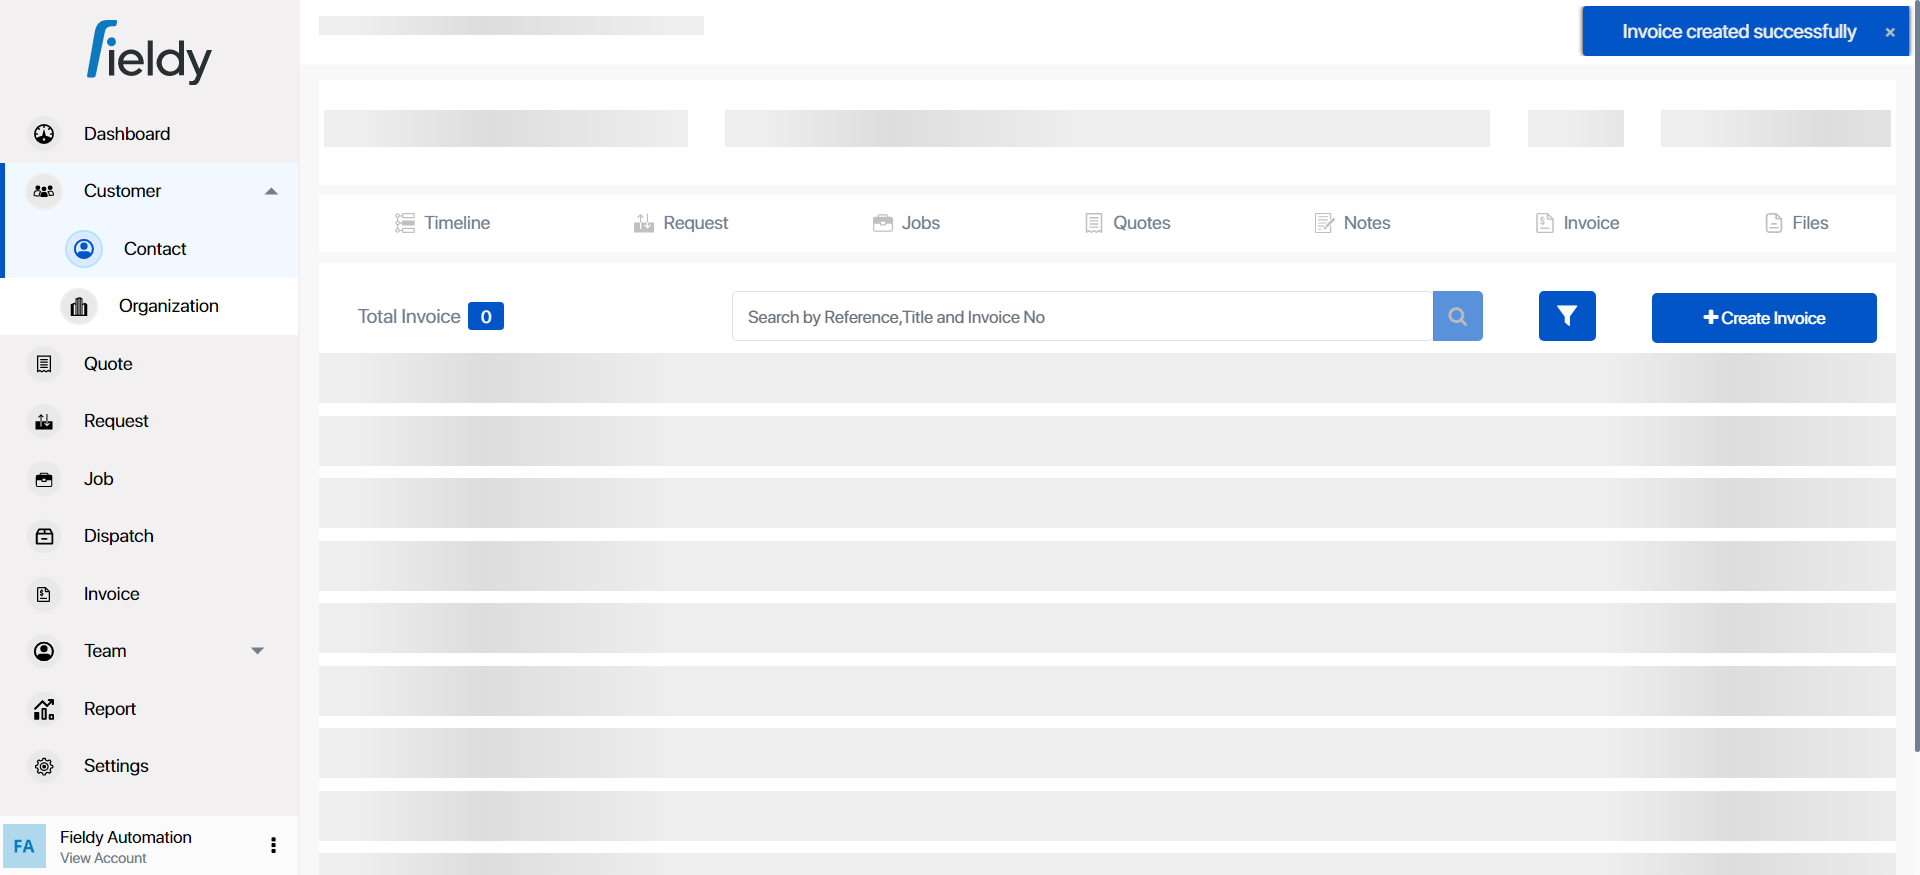 fieldy
Dashboard
Customer
Contact
Organization
Quote
Request
Job
Dispatch
Invoice
Team
Report
Settings
FA
Fieldy Automation
View Account
Invoice created successfully ×
Timeline Request Jobs Quotes Notes Invoice Files
Total Invoice 0
Search by Reference,Title and Invoice No
Create Invoice